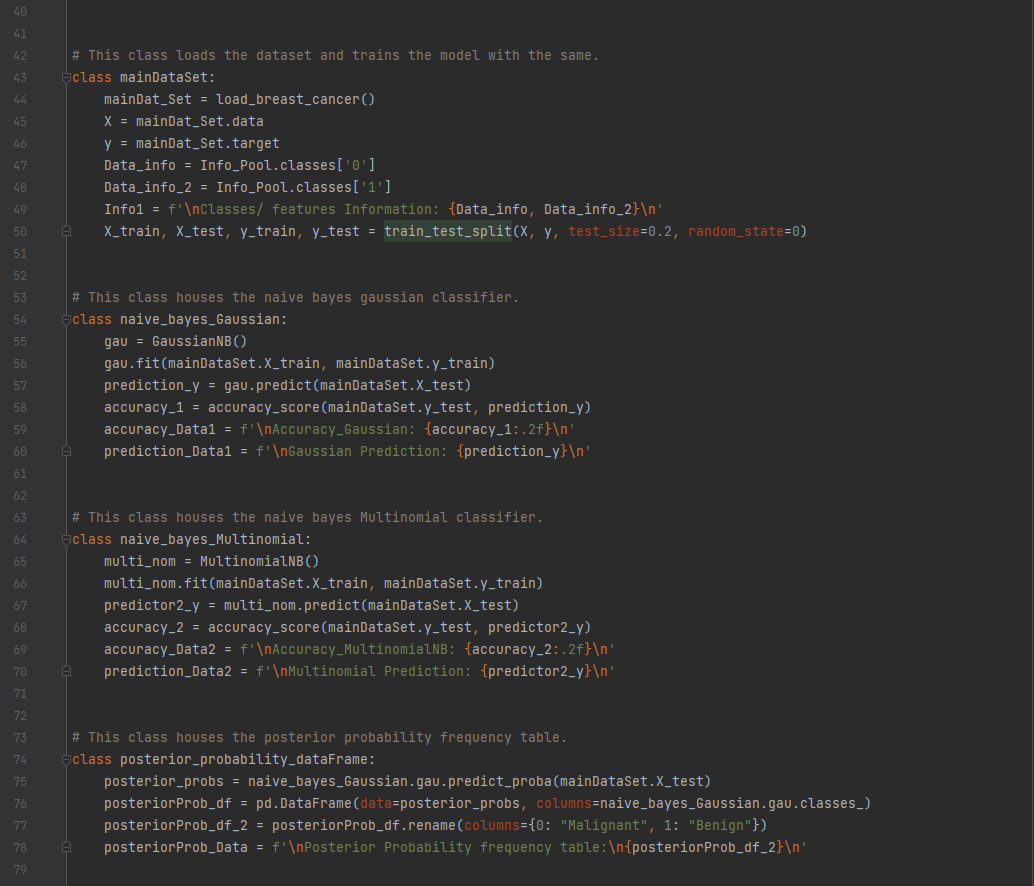 40
41
42 # This class loads the dataset and trains the model with the same.
43 class mainDataSet:
44     mainDat_Set = load_breast_cancer()
45     X = mainDat_Set.data
46     y = mainDat_Set.target
47     Data_info = Info_Pool.classes['0']
48     Data_info_2 = Info_Pool.classes['1']
49     Info1 = f'\nClasses/ features Information: {Data_info, Data_info_2}\n'
50     X_train, X_test, y_train, y_test = train_test_split(X, y, test_size=0.2, random_state=0)
51
52
53 # This class houses the naive bayes gaussian classifier.
54 class naive_bayes_Gaussian:
55     gau = GaussianNB()
56     gau.fit(mainDataSet.X_train, mainDataSet.y_train)
57     prediction_y = gau.predict(mainDataSet.X_test)
58     accuracy_1 = accuracy_score(mainDataSet.y_test, prediction_y)
59     accuracy_Data1 = f'\nAccuracy_Gaussian: {accuracy_1:.2f}\n'
60     prediction_Data1 = f'\nGaussian Prediction: {prediction_y}\n'
61
62
63 # This class houses the naive bayes Multinomial classifier.
64 class naive_bayes_Multinomial:
65     multi_nom = MultinomialNB()
66     multi_nom.fit(mainDataSet.X_train, mainDataSet.y_train)
67     predictor2_y = multi_nom.predict(mainDataSet.X_test)
68     accuracy_2 = accuracy_score(mainDataSet.y_test, predictor2_y)
69     accuracy_Data2 = f'\nAccuracy_MultinomialNB: {accuracy_2:.2f}\n'
70     prediction_Data2 = f'\nMultinomial Prediction: {predictor2_y}\n'
71
72
73 # This class houses the posterior probability frequency table.
74 class posterior_probability_dataFrame:
75     posterior_probs = naive_bayes_Gaussian.gau.predict_proba(mainDataSet.X_test)
76     posteriorProb_df = pd.DataFrame(data=posterior_probs, columns=naive_bayes_Gaussian.gau.classes_)
77     posteriorProb_df_2 = posteriorProb_df.rename(columns={0: "Malignant", 1: "Benign"})
78     posteriorProb_Data = f'\nPosterior Probability frequency table:\n{posteriorProb_df_2}\n'
79